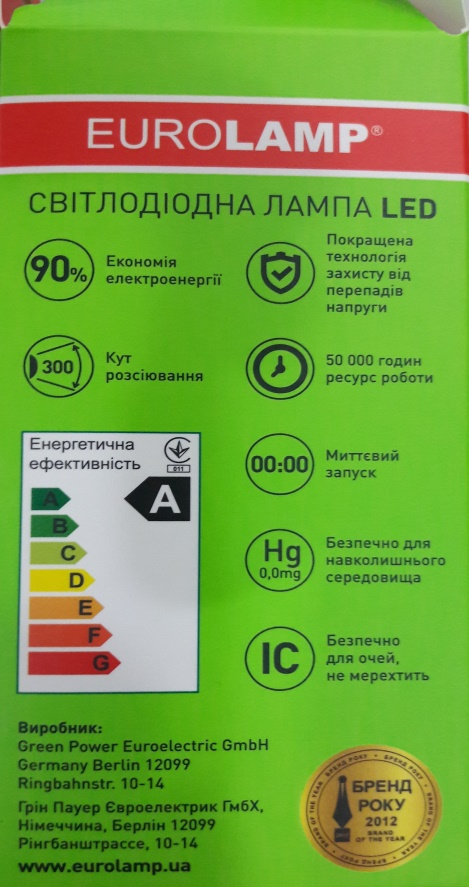 EUROLAMP®
СВІТЛОДІОДНА ЛАМПА LED
90%
Економія
електроенергії
Покращена
технологія
захисту від
перепадів
напруги
300
Кут
розсіювання
50 000 годин
ресурс роботи
Енергетична
ефективність
011
A
A
B
C
D
E
F
G
00:00
Миттєвий
запуск
Hg
0,0mg
Безпечно для
навколишнього
середовища
IC
Безпечно
для очей,
не мерехтить
Виробник:
Green Power Euroelectric GmbH
Germany Berlin 12099
Ringbahnstr. 10-14
Грін Пауер Євроелектрик ГмбХ,
Німеччина, Берлін 12099
Рінгбанштрассе, 10-14
www.eurolamp.ua
БРЕНД
РОКУ
2012
BRAND
OF THE YEAR